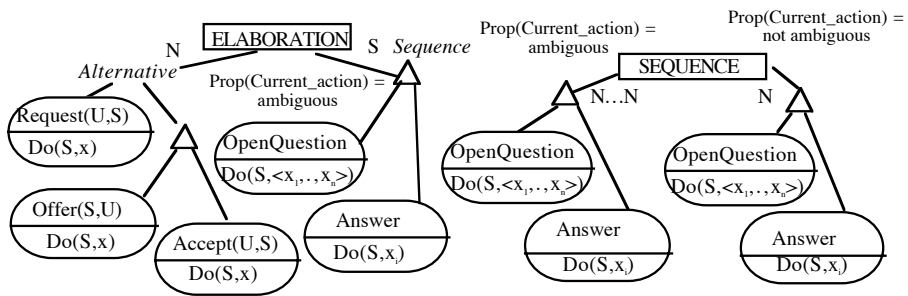 N
ELABORATION
S
Sequence
Alternative
Prop(Current_action) =
ambiguous
Request(U,S)
Do(S,x)
Offer(S,U)
Do(S,x)
Accept(U,S)
Do(S,x)
OpenQuestion
Do(S,<x₁,.,xₙ>)
Answer
Do(S,xᵢ)
Prop(Current_action) =
ambiguous
Prop(Current_action) =
not ambiguous
SEQUENCE
N…N
N
OpenQuestion
Do(S,<x₁,.,xₙ>)
Answer
Do(S,xᵢ)
OpenQuestion
Do(S,<x₁,.,xₙ>)
Answer
Do(S,xᵢ)